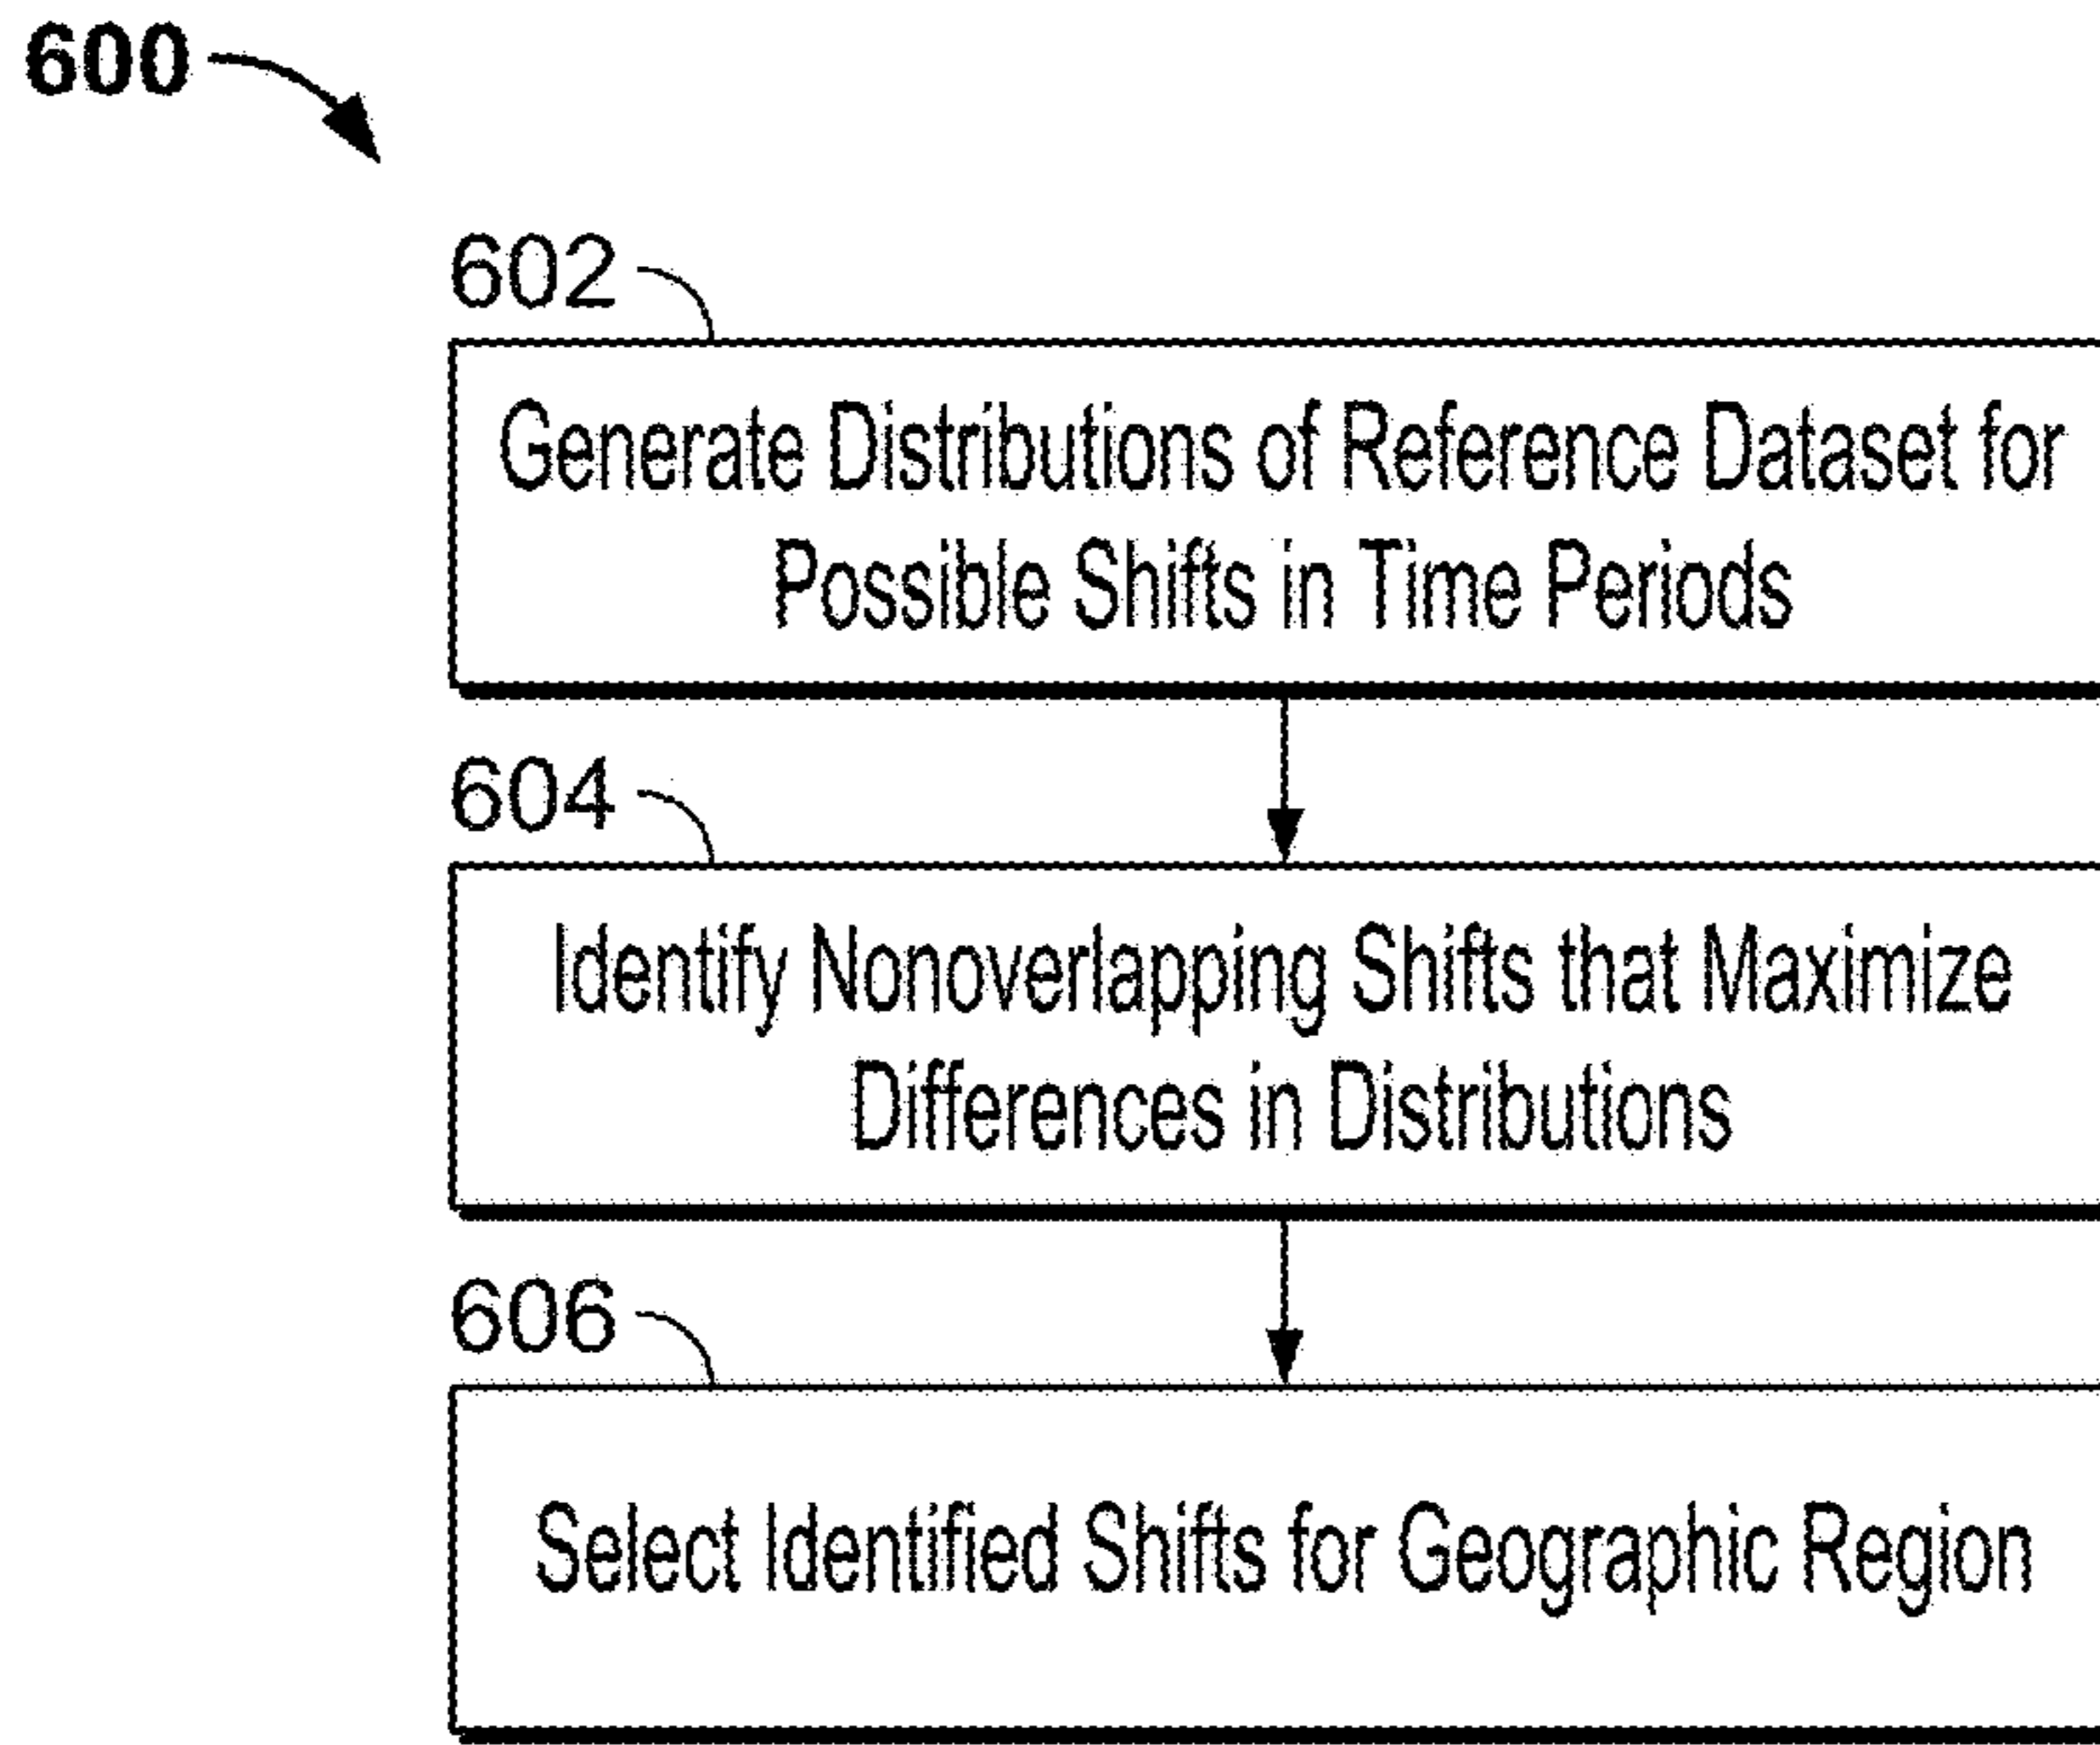 600
602
Generate Distributions of Reference Dataset for
Possible Shifts in Time Periods
604
Identify Nonoverlapping Shifts that Maximize
Differences in Distributions
606
Select Identified Shifts for Geographic Region